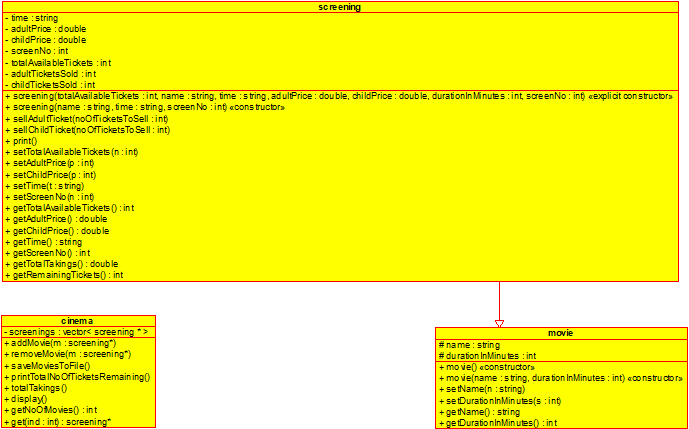 screening
- time : string
- adultPrice : double
- childPrice : double
- screenNo : int
- totalAvailableTickets : int
- adultTicketsSold : int
- childTicketsSold : int
+ screening(totalAvailableTickets : int, name : string, time : string, adultPrice : double, childPrice : double, durationInMinutes : int, screenNo : int) «explicit constructor»
+ screening(name : string, time : string, screenNo : int) «constructor»
+ sellAdultTicket(noOfTicketsToSell : int)
+ sellChildTicket(noOfTicketsToSell : int)
+ print()
+ setTotalAvailableTickets(n : int)
+ setAdultPrice(p : int)
+ setChildPrice(p : int)
+ setTime(t : string)
+ setScreenNo(n : int)
+ getTotalAvailableTickets() : int
+ getAdultPrice() : double
+ getChildPrice() : double
+ getTime() : string
+ getScreenNo() : int
+ getTotalTakings() : double
+ getRemainingTickets() : int
cinema
- screenings : vector< screening * >
+ addMovie(m : screening*)
+ removeMovie(m : screening*)
+ saveMoviesToFile()
+ printTotalNoOfTicketsRemaining()
+ totalTakings()
+ display()
+ getNoOfMovies() : int
+ get(ind : int) : screening*
movie
# name : string
# durationInMinutes : int
+ movie() «constructor»
+ movie(name : string, durationInMinutes : int) «constructor»
+ setName(n : string)
+ setDurationInMinutes(s : int)
+ getName() : string
+ getDurationInMinutes() : int